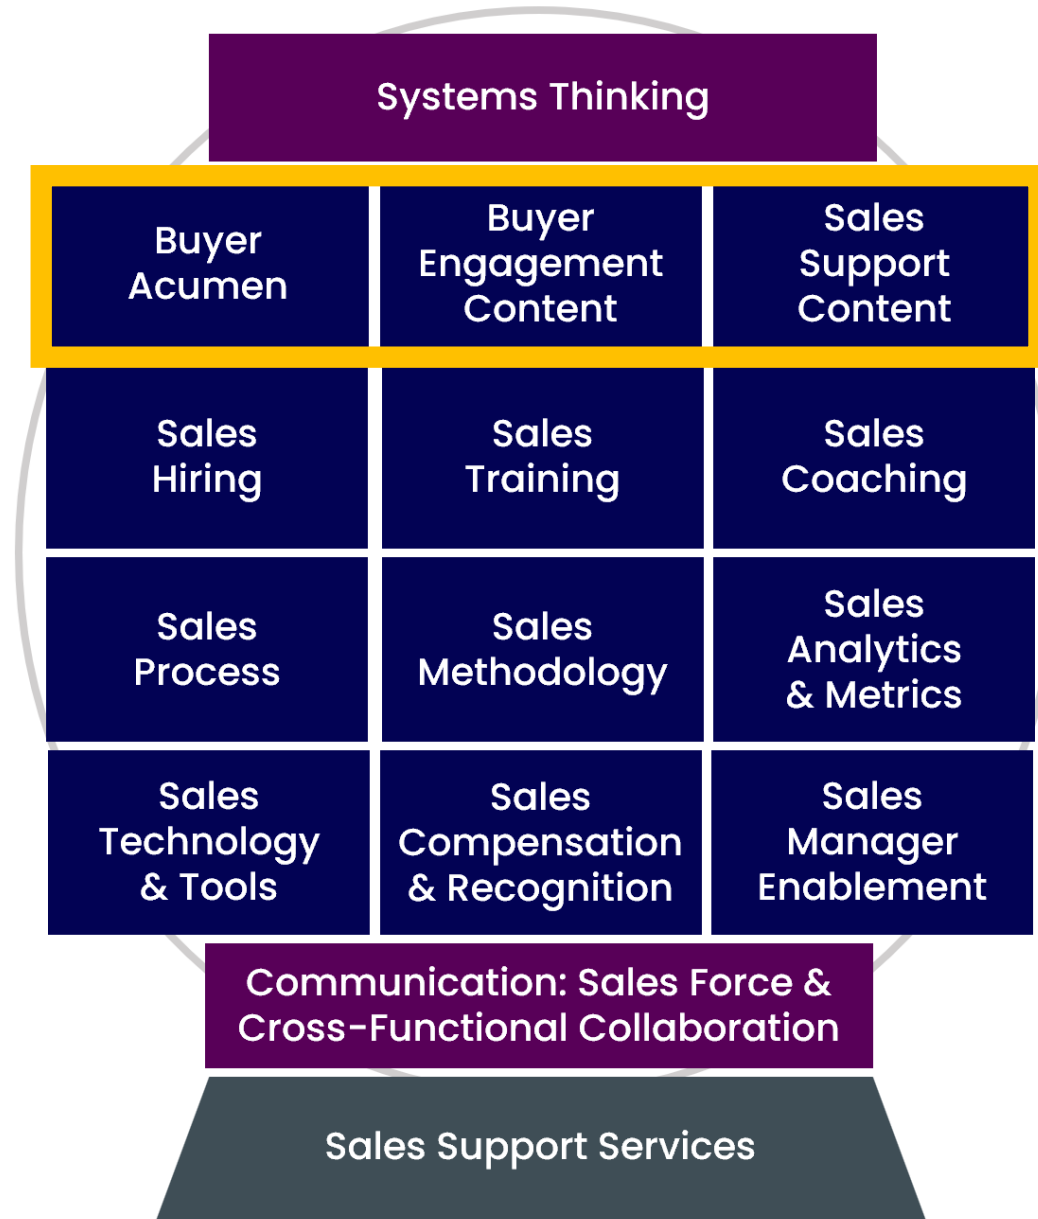 Systems Thinking
Buyer
Acumen
Buyer
Engagement
Content
Sales
Support
Content
Sales
Hiring
Sales
Training
Sales
Coaching
Sales
Process
Sales
Methodology
Sales
Analytics
& Metrics
Sales
Technology
& Tools
Sales
Compensation
& Recognition
Sales
Manager
Enablement
Communication: Sales Force &
Cross-Functional Collaboration
Sales Support Services